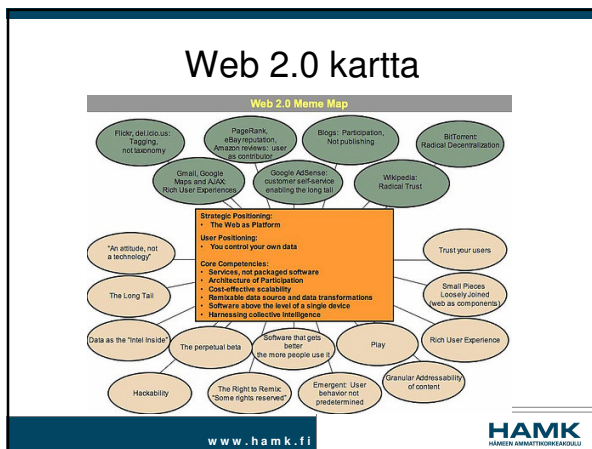 Web 2.0 kartta
Web 2.0 Meme Map
Flickr, del.icio.us:
Tagging,
not taxonomy
PageRank,
eBay reputation,
Amazon reviews: user
as contributor
Blogs: Participation,
Not publishing
BitTorrent:
Radical Decentralization
Gmail, Google
Maps and AJAX:
Rich User Experiences
Google AdSense:
customer self-service
enabling the long tail
Wikipedia:
Radical Trust
Strategic Positioning:
• The Web as Platform
User Positioning:
• You control your own data
Core Competencies:
• Services, not packaged software
• Architecture of Participation
• Cost-effective scalability
• Remixable data source and data transformations
• Software above the level of a single device
• Harnessing collective intelligence
"An attitude, not
a technology"
Trust your users
The Long Tail
Small Pieces
Loosely Joined
(web as components)
Data as the "Intel Inside"
The perpetual beta
Software that gets
better
the more people use it
Play
Rich User Experience
Hackability
The Right to Remix:
"Some rights reserved"
Emergent: User
behavior not
predetermined
Granular Addressability
of content
www.hamk.fi
HAMK
HÄMEEN AMMATTIKORKEAKOULU